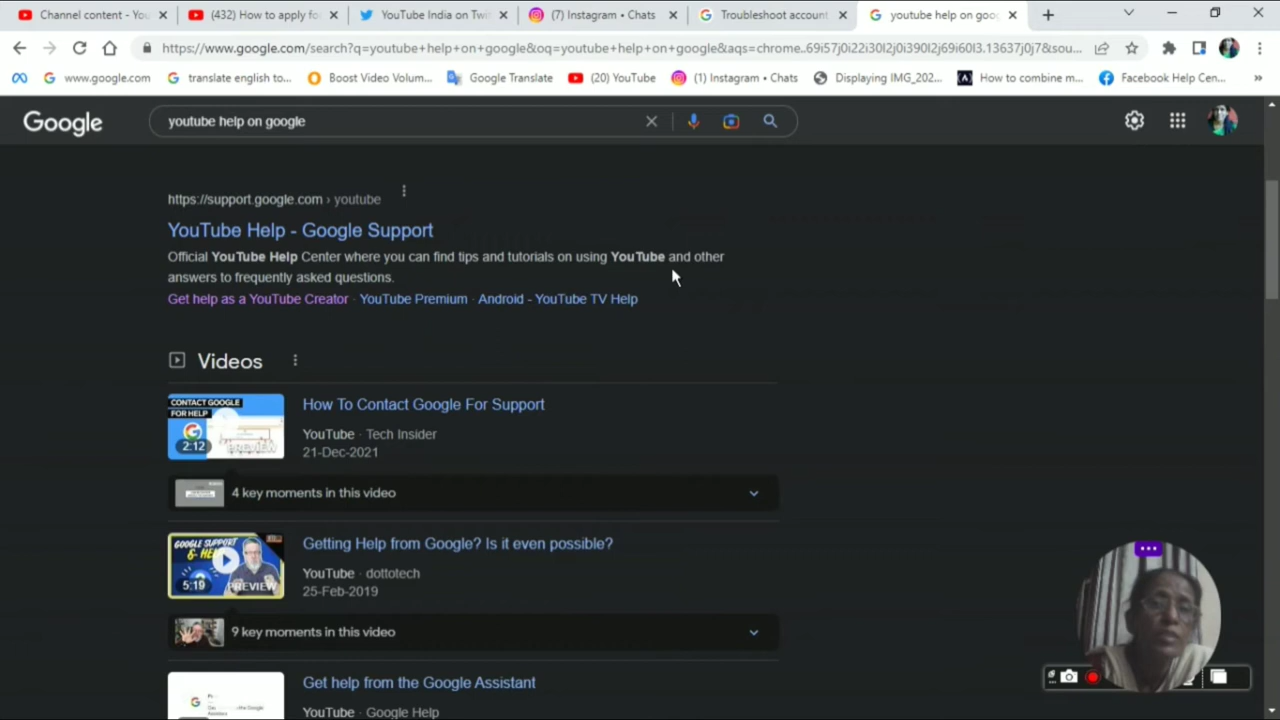 Channel content - You
(432) How to apply fo
YouTube India on Twit
(7) Instagram • Chats
Troubleshoot account
youtube help on goog
https://www.google.com/search?q=youtube+help+on+google&oq=youtube+help+on+google&aqs=chrome..69i57j0i22i30l2j0i390l2j69i60l3.13637j0j7&sou...
www.google.com
translate english to...
Boost Video Volum...
Google Translate
(20) YouTube
(1) Instagram • Chats
Displaying IMG_202...
How to combine m...
Facebook Help Cen...
Google
youtube help on google
https://support.google.com › youtube
YouTube Help - Google Support
Official YouTube Help Center where you can find tips and tutorials on using YouTube and other
answers to frequently asked questions.
Get help as a YouTube Creator · YouTube Premium · Android - YouTube TV Help
Videos
CONTACT GOOGLE
FOR HELP
2:12
PREVIEW
How To Contact Google For Support
YouTube · Tech Insider
21-Dec-2021
4 key moments in this video
GOOGLE SUPPORT
& HELP
5:19
PREVIEW
Getting Help from Google? Is it even possible?
YouTube · dottotech
25-Feb-2019
9 key moments in this video
Get help from the Google Assistant
YouTube · Google Help